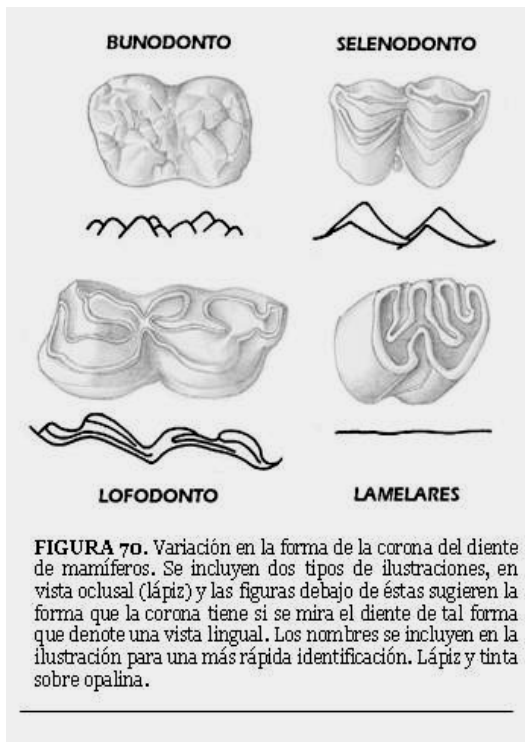 BUNODONTO
SELENODONTO
LOFODONTO
LAMELARES
FIGURA 70. Variación en la forma de la corona del diente
de mamíferos. Se incluyen dos tipos de ilustraciones, en
vista oclusal (lápiz) y las figuras debajo de éstas sugieren la
forma que la corona tiene si se mira el diente de tal forma
que denote una vista lingual. Los nombres se incluyen en la
ilustración para una más rápida identificación. Lápiz y tinta
sobre opalina.